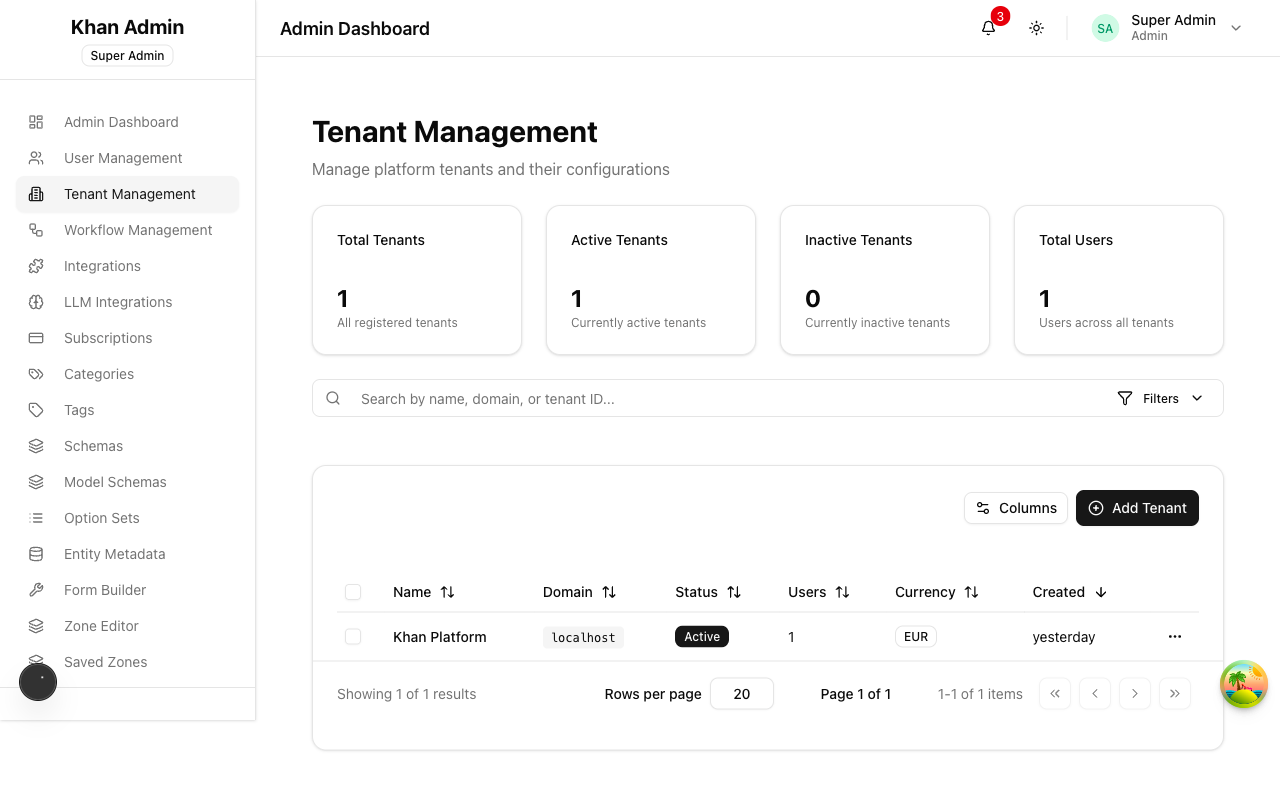 Khan Admin
Super Admin
Admin Dashboard
User Management
Tenant Management
Workflow Management
Integrations
LLM Integrations
Subscriptions
Categories
Tags
Schemas
Model Schemas
Option Sets
Entity Metadata
Form Builder
Zone Editor
Saved Zones
Admin Dashboard
3
SA
Super Admin
Admin
Tenant Management
Manage platform tenants and their configurations
Total Tenants
1
All registered tenants
Active Tenants
1
Currently active tenants
Inactive Tenants
0
Currently inactive tenants
Total Users
1
Users across all tenants
Search by name, domain, or tenant ID...
Filters
Columns
Add Tenant
Name Domain Status Users Currency Created
Khan Platform localhost Active 1 EUR yesterday
Showing 1 of 1 results Rows per page 20 Page 1 of 1 1-1 of 1 items